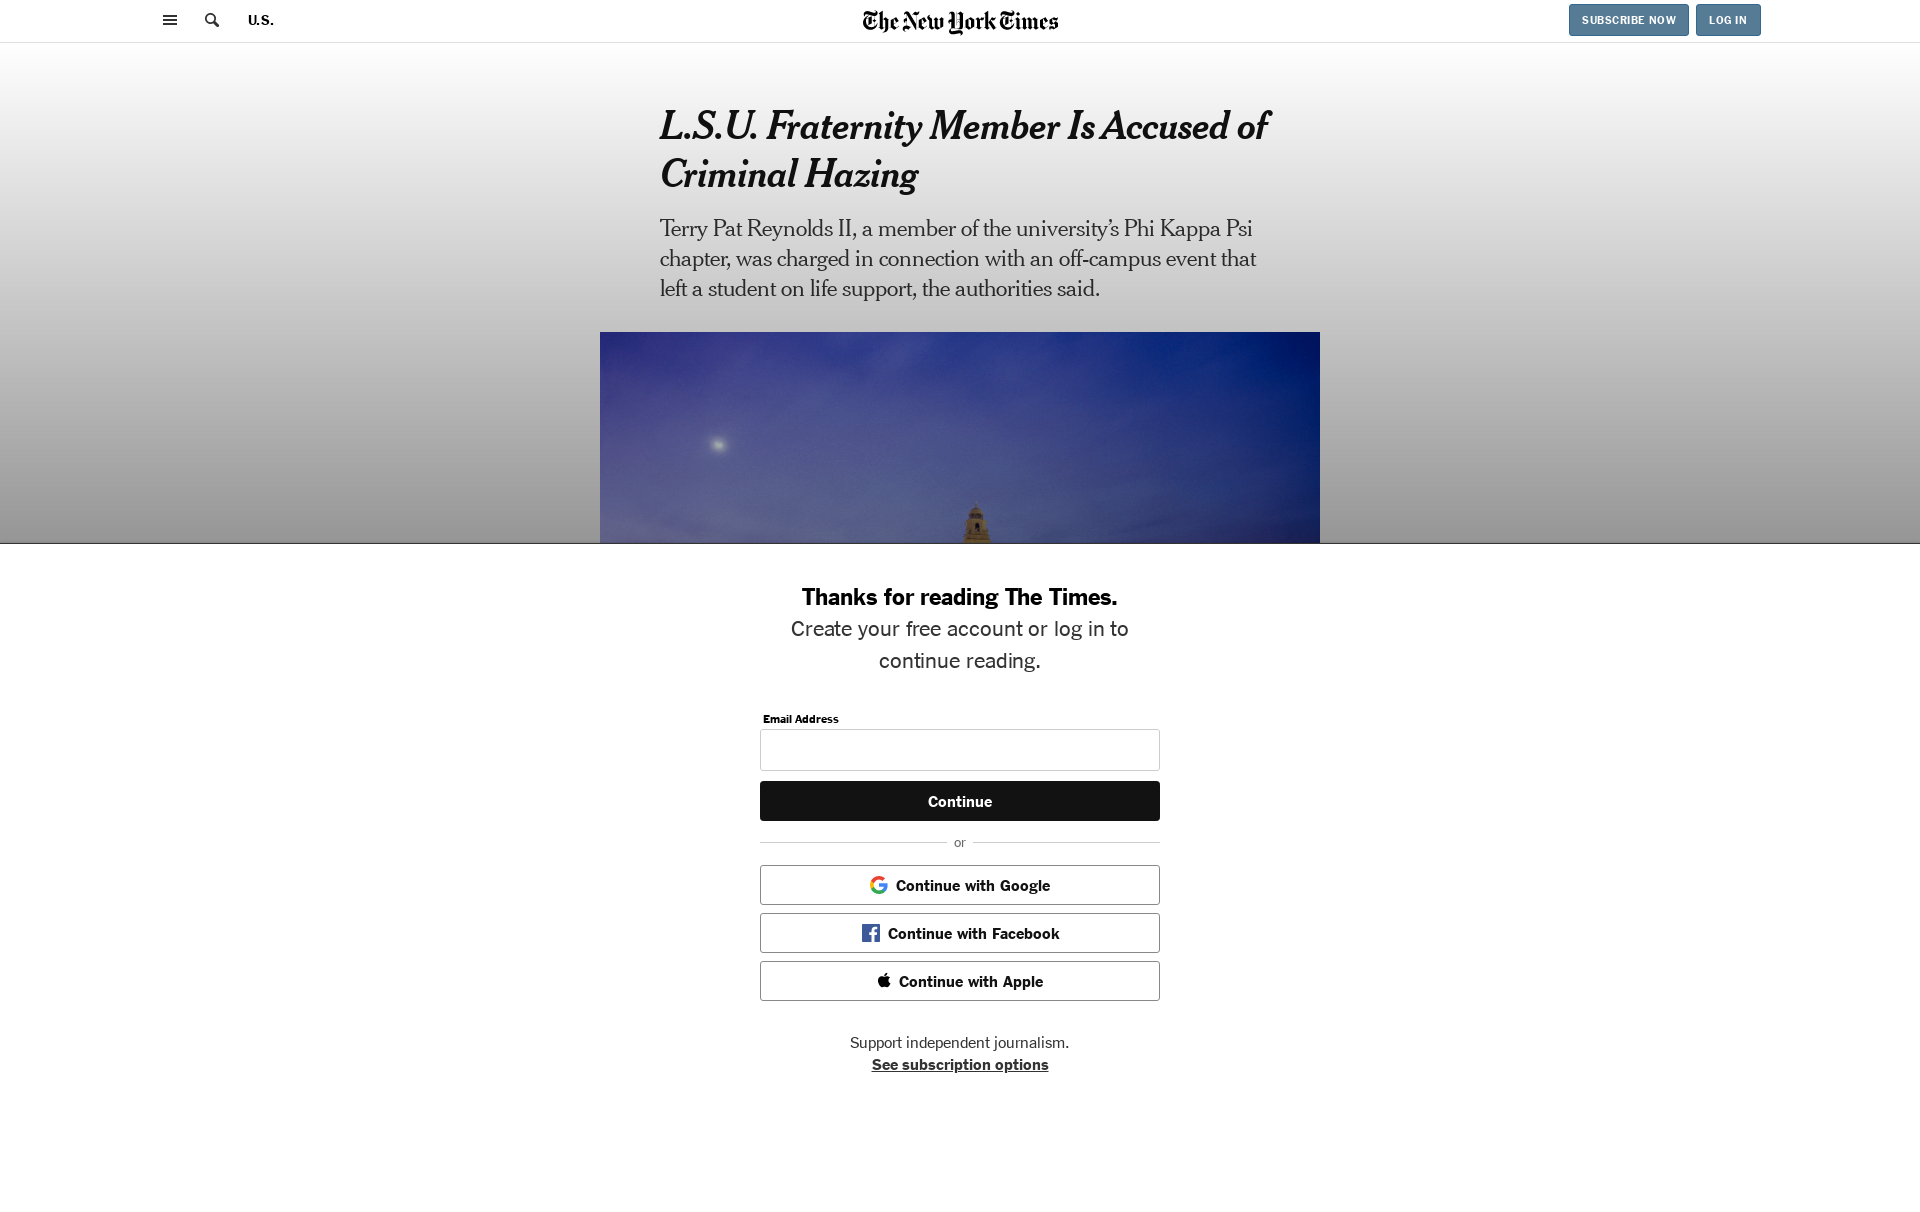 U.S.
The New York Times
SUBSCRIBE NOW
LOG IN
L.S.U. Fraternity Member Is Accused of
Criminal Hazing
Terry Pat Reynolds II, a member of the university’s Phi Kappa Psi
chapter, was charged in connection with an off-campus event that
left a student on life support, the authorities said.
Thanks for reading The Times.
Create your free account or log in to
continue reading.
Email Address
Continue
or
Continue with Google
Continue with Facebook
Continue with Apple
Support independent journalism.
See subscription options